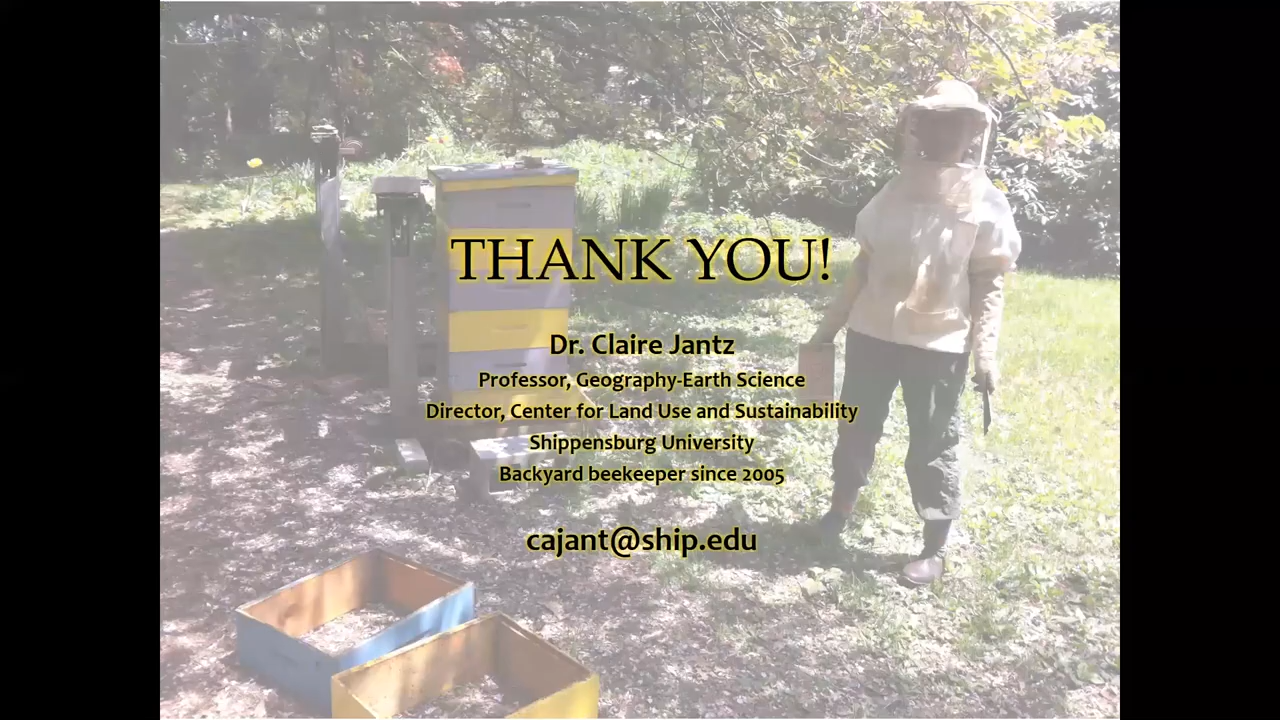 THANK YOU!
Dr. Claire Jantz
Professor, Geography-Earth Science
Director, Center for Land Use and Sustainability
Shippensburg University
Backyard beekeeper since 2005
cajant@ship.edu